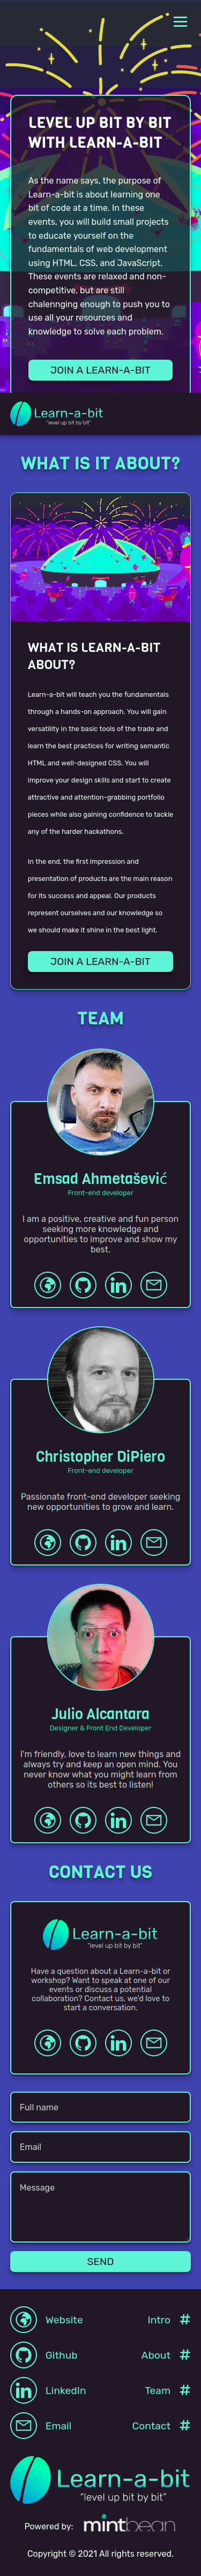 LEVEL UP BIT BY BIT
WITH LEARN-A-BIT
As the name says, the purpose of
Learn-a-bit is about learning one
bit of code at a time. In these
events, you will build small projects
to educate yourself on the
fundamentals of web development
using HTML, CSS, and JavaScript.
These events are relaxed and non-
competitive, but are still
chalennging enough to push you to
use all your resources and
knowledge to solve each problem.
JOIN A LEARN-A-BIT
Learn-a-bit
"level up bit by bit"
WHAT IS IT ABOUT?
WHAT IS LEARN-A-BIT
ABOUT?
Learn-a-bit will teach you the fundamentals
through a hands-on approach. You will gain
versatility in the basic tools of the trade and
learn the best practices for writing semantic
HTML and well-designed CSS. You will
improve your design skills and start to create
attractive and attention-grabbing portfolio
pieces while also gaining confidence to tackle
any of the harder hackathons.
In the end, the first impression and
presentation of products are the main reason
for its success and appeal. Our products
represent ourselves and our knowledge so
we should make it shine in the best light.
JOIN A LEARN-A-BIT
TEAM
Emsad Ahmetašević
Front-end developer
I am a positive, creative and fun person
seeking more knowledge and
opportunities to improve and show my
best.
Christopher DiPiero
Front-end developer
Passionate front-end developer seeking
new opportunities to grow and learn.
Julio Alcantara
Designer & Front End Developer
I'm friendly, love to learn new things and
always try and keep an open mind. You
never know what you might learn from
others so its best to listen!
CONTACT US
Learn-a-bit
"level up bit by bit"
Have a question about a Learn-a-bit or
workshop? Want to speak at one of our
events or discuss a potential
collaboration? Contact us, we'd love to
start a conversation.
Full name
Email
Message
SEND
Website Intro #
Github About #
LinkedIn Team #
Email Contact #
Learn-a-bit
"level up bit by bit"
Powered by: mintbean
Copyright © 2021 All rights reserved.